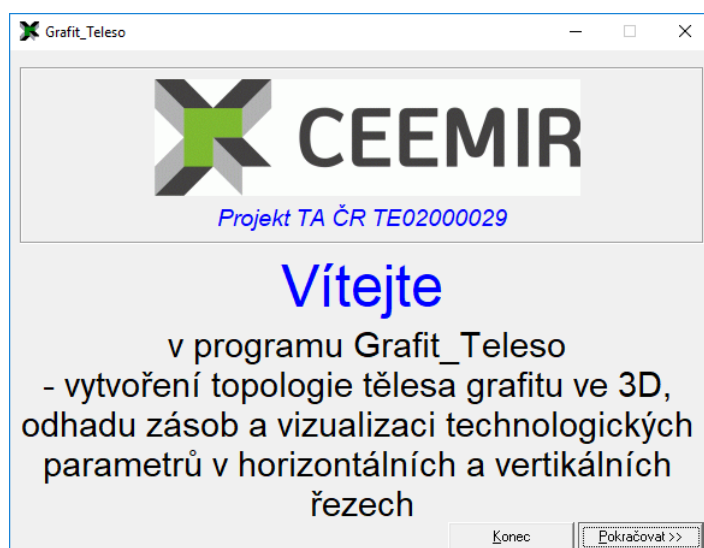 Grafit_Teleso
CEEMIR
Projekt TA ČR TE02000029
Vítejte
v programu Grafit_Teleso
- vytvoření topologie tělesa grafitu ve 3D,
odhadu zásob a vizualizaci technologických
parametrů v horizontálních a vertikálních
řezech
Konec
Pokračovat >>